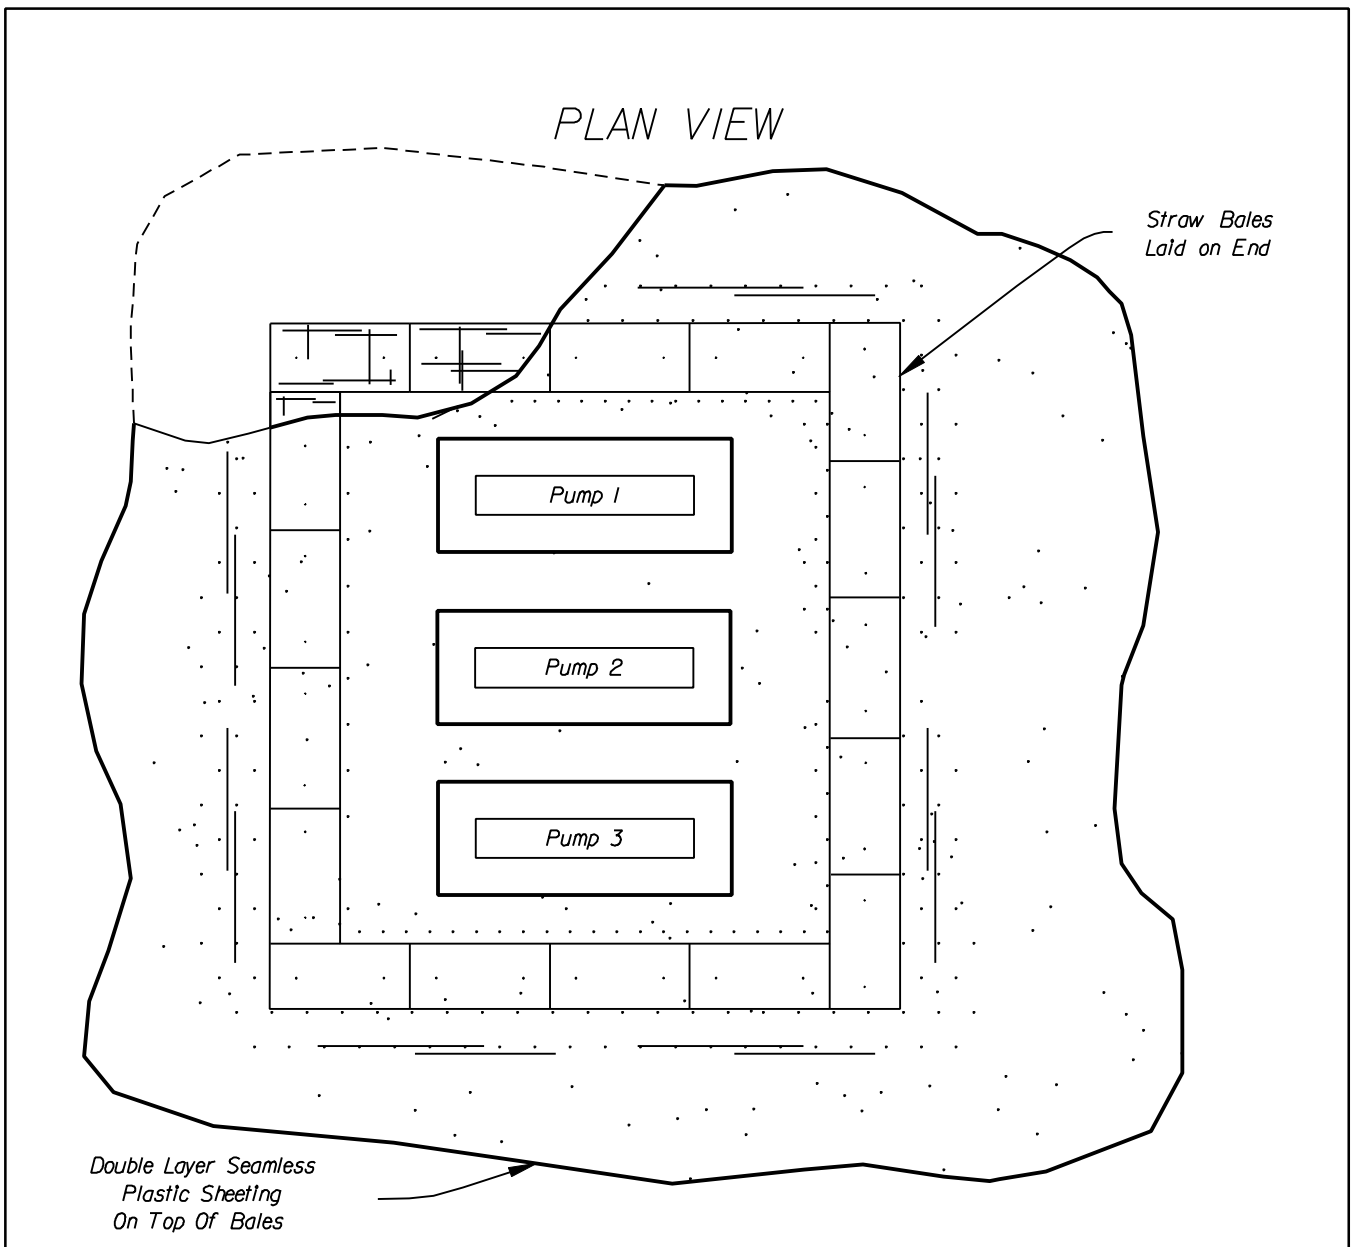 PLAN VIEW
Straw Bales
Laid on End
Pump 1
Pump 2
Pump 3
Double Layer Seamless
Plastic Sheeting
On Top Of Bales